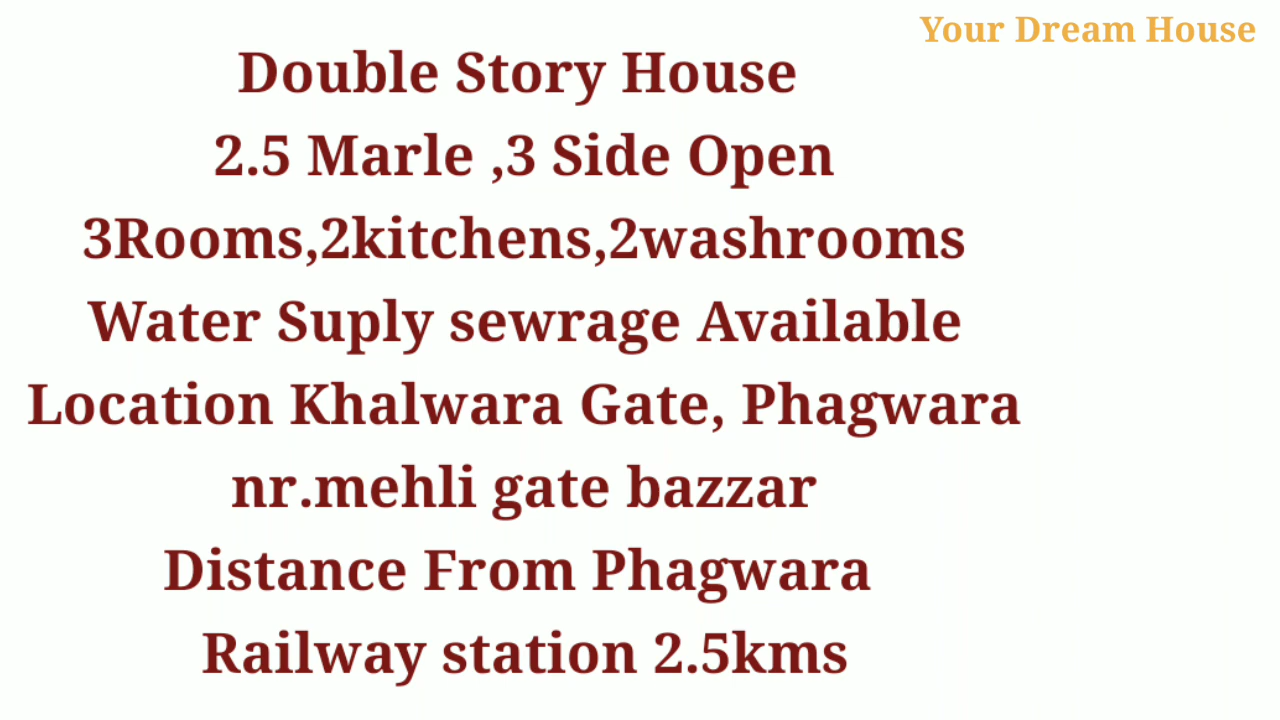 Your Dream House
Double Story House
2.5 Marle ,3 Side Open
3Rooms,2kitchens,2washrooms
Water Suply sewrage Available
Location Khalwara Gate, Phagwara
nr.mehli gate bazzar
Distance From Phagwara
Railway station 2.5kms